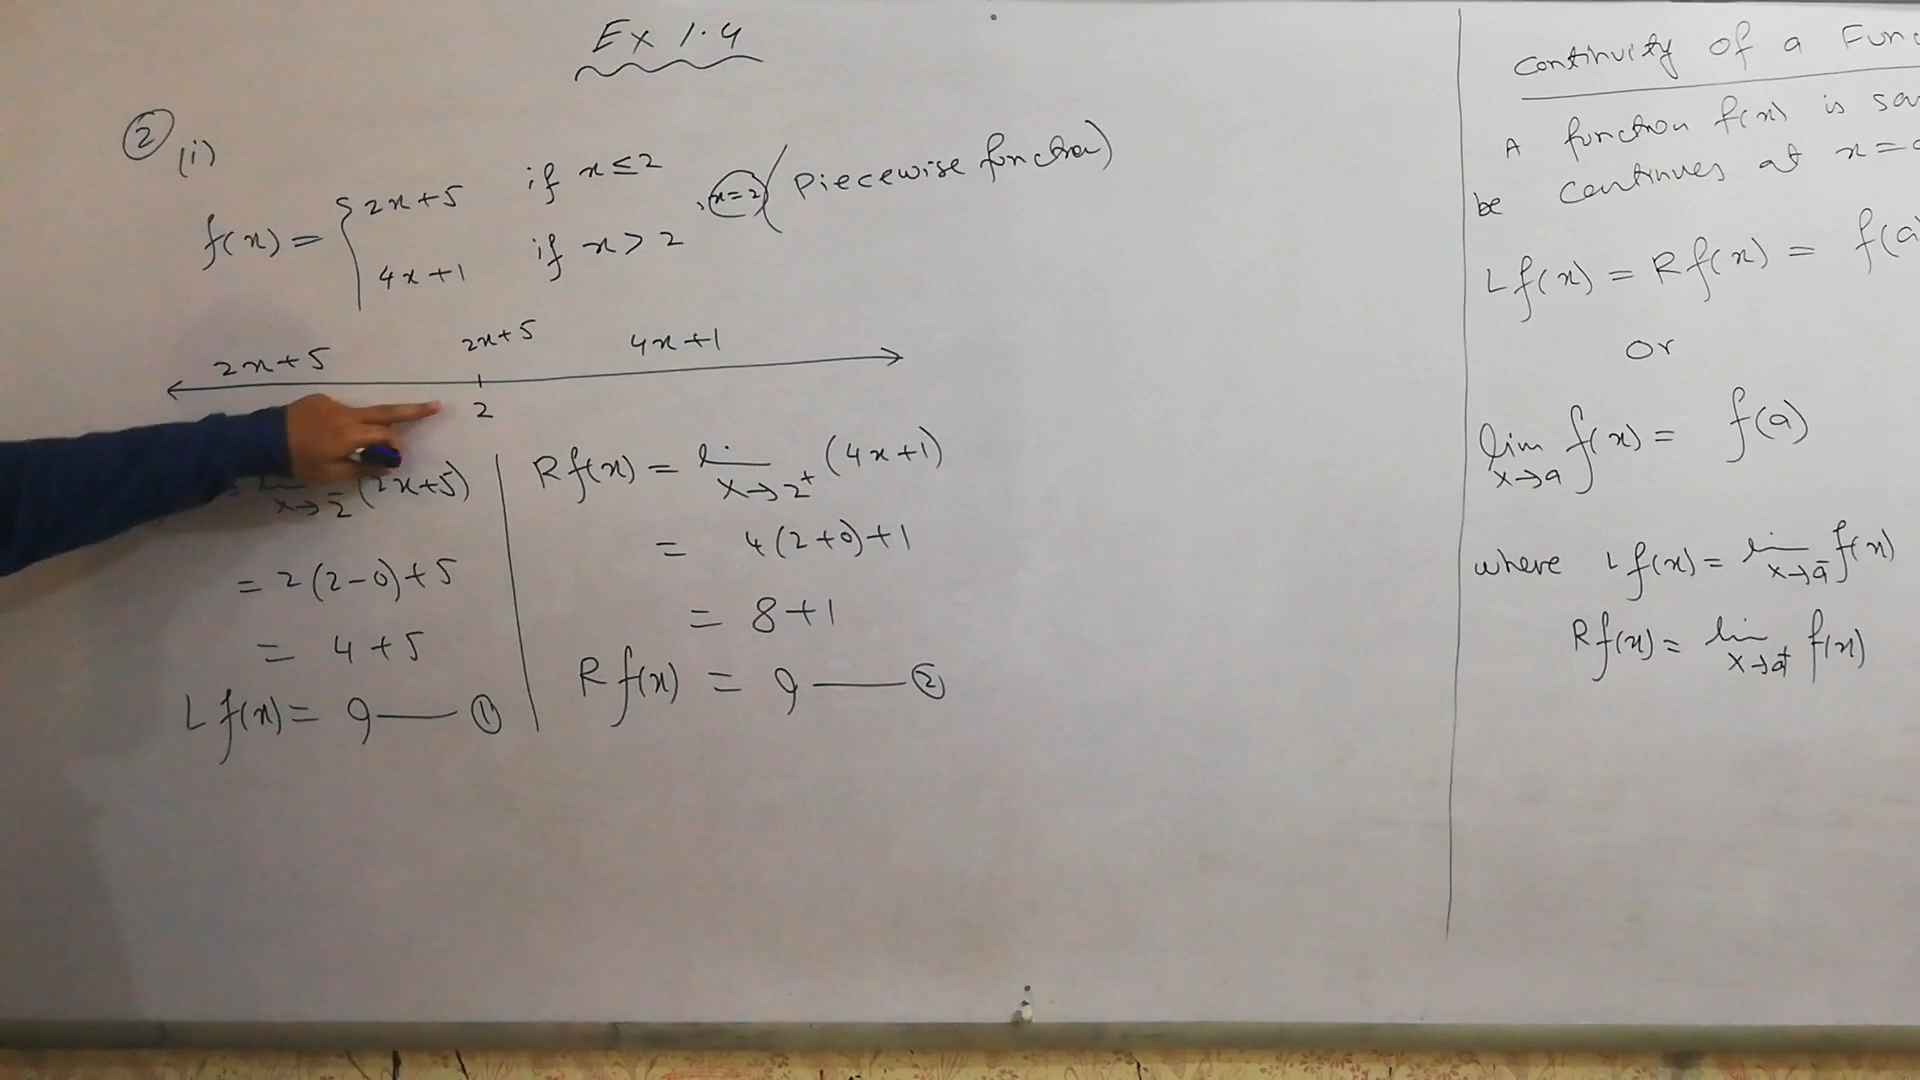 Ex 1.4
② (i)
f(x) = { 2x+5 if x ≤ 2
4x+1 if x > 2 , x=2 (Piecewise function)
2x+5 2x+5 4x+1
2
= lim x→2⁻ (2x+5)
= 2(2-0)+5
= 4+5
Lf(x) = 9 — ①
Rf(x) = lim x→2⁺ (4x+1)
= 4(2+0)+1
= 8+1
Rf(x) = 9 — ②
Continuity of a
A function f(x) is
be Continues at x=
Lf(x) = Rf(x) = f(a)
Or
lim x→a f(x) = f(a)
where Lf(x) = lim x→a⁻ f(x)
Rf(x) = lim x→a⁺ f(x)